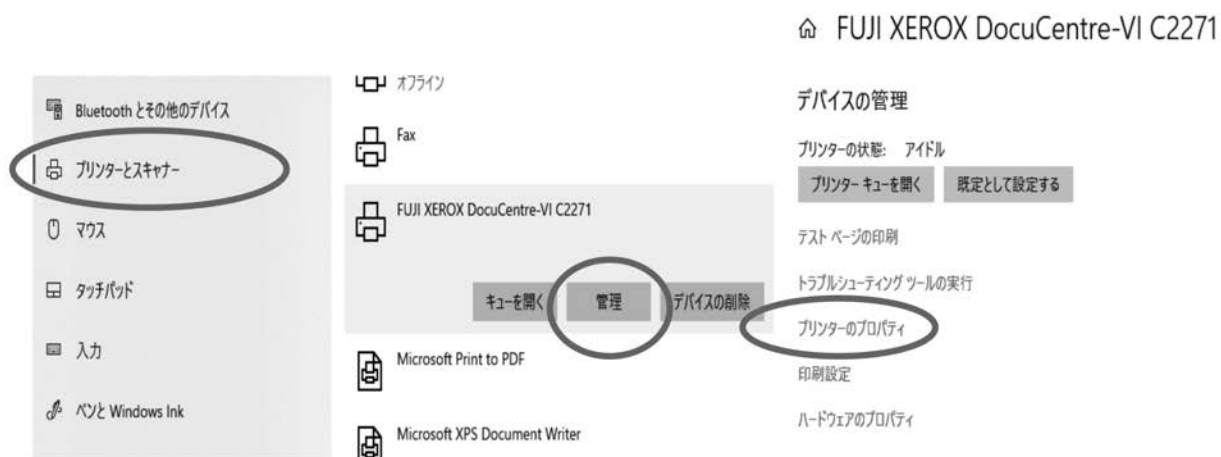 Bluetooth とその他のデバイス
プリンターとスキャナー
マウス
タッチパッド
入力
ペンと Windows Ink
オフライン
Fax
FUJI XEROX DocuCentre-VI C2271
キューを開く 管理 デバイスの削除
Microsoft Print to PDF
Microsoft XPS Document Writer
FUJI XEROX DocuCentre-VI C2271
デバイスの管理
プリンターの状態: アイドル
プリンター キューを開く 既定として設定する
テスト ページの印刷
トラブルシューティング ツールの実行
プリンターのプロパティ
印刷設定
ハードウェアのプロパティ